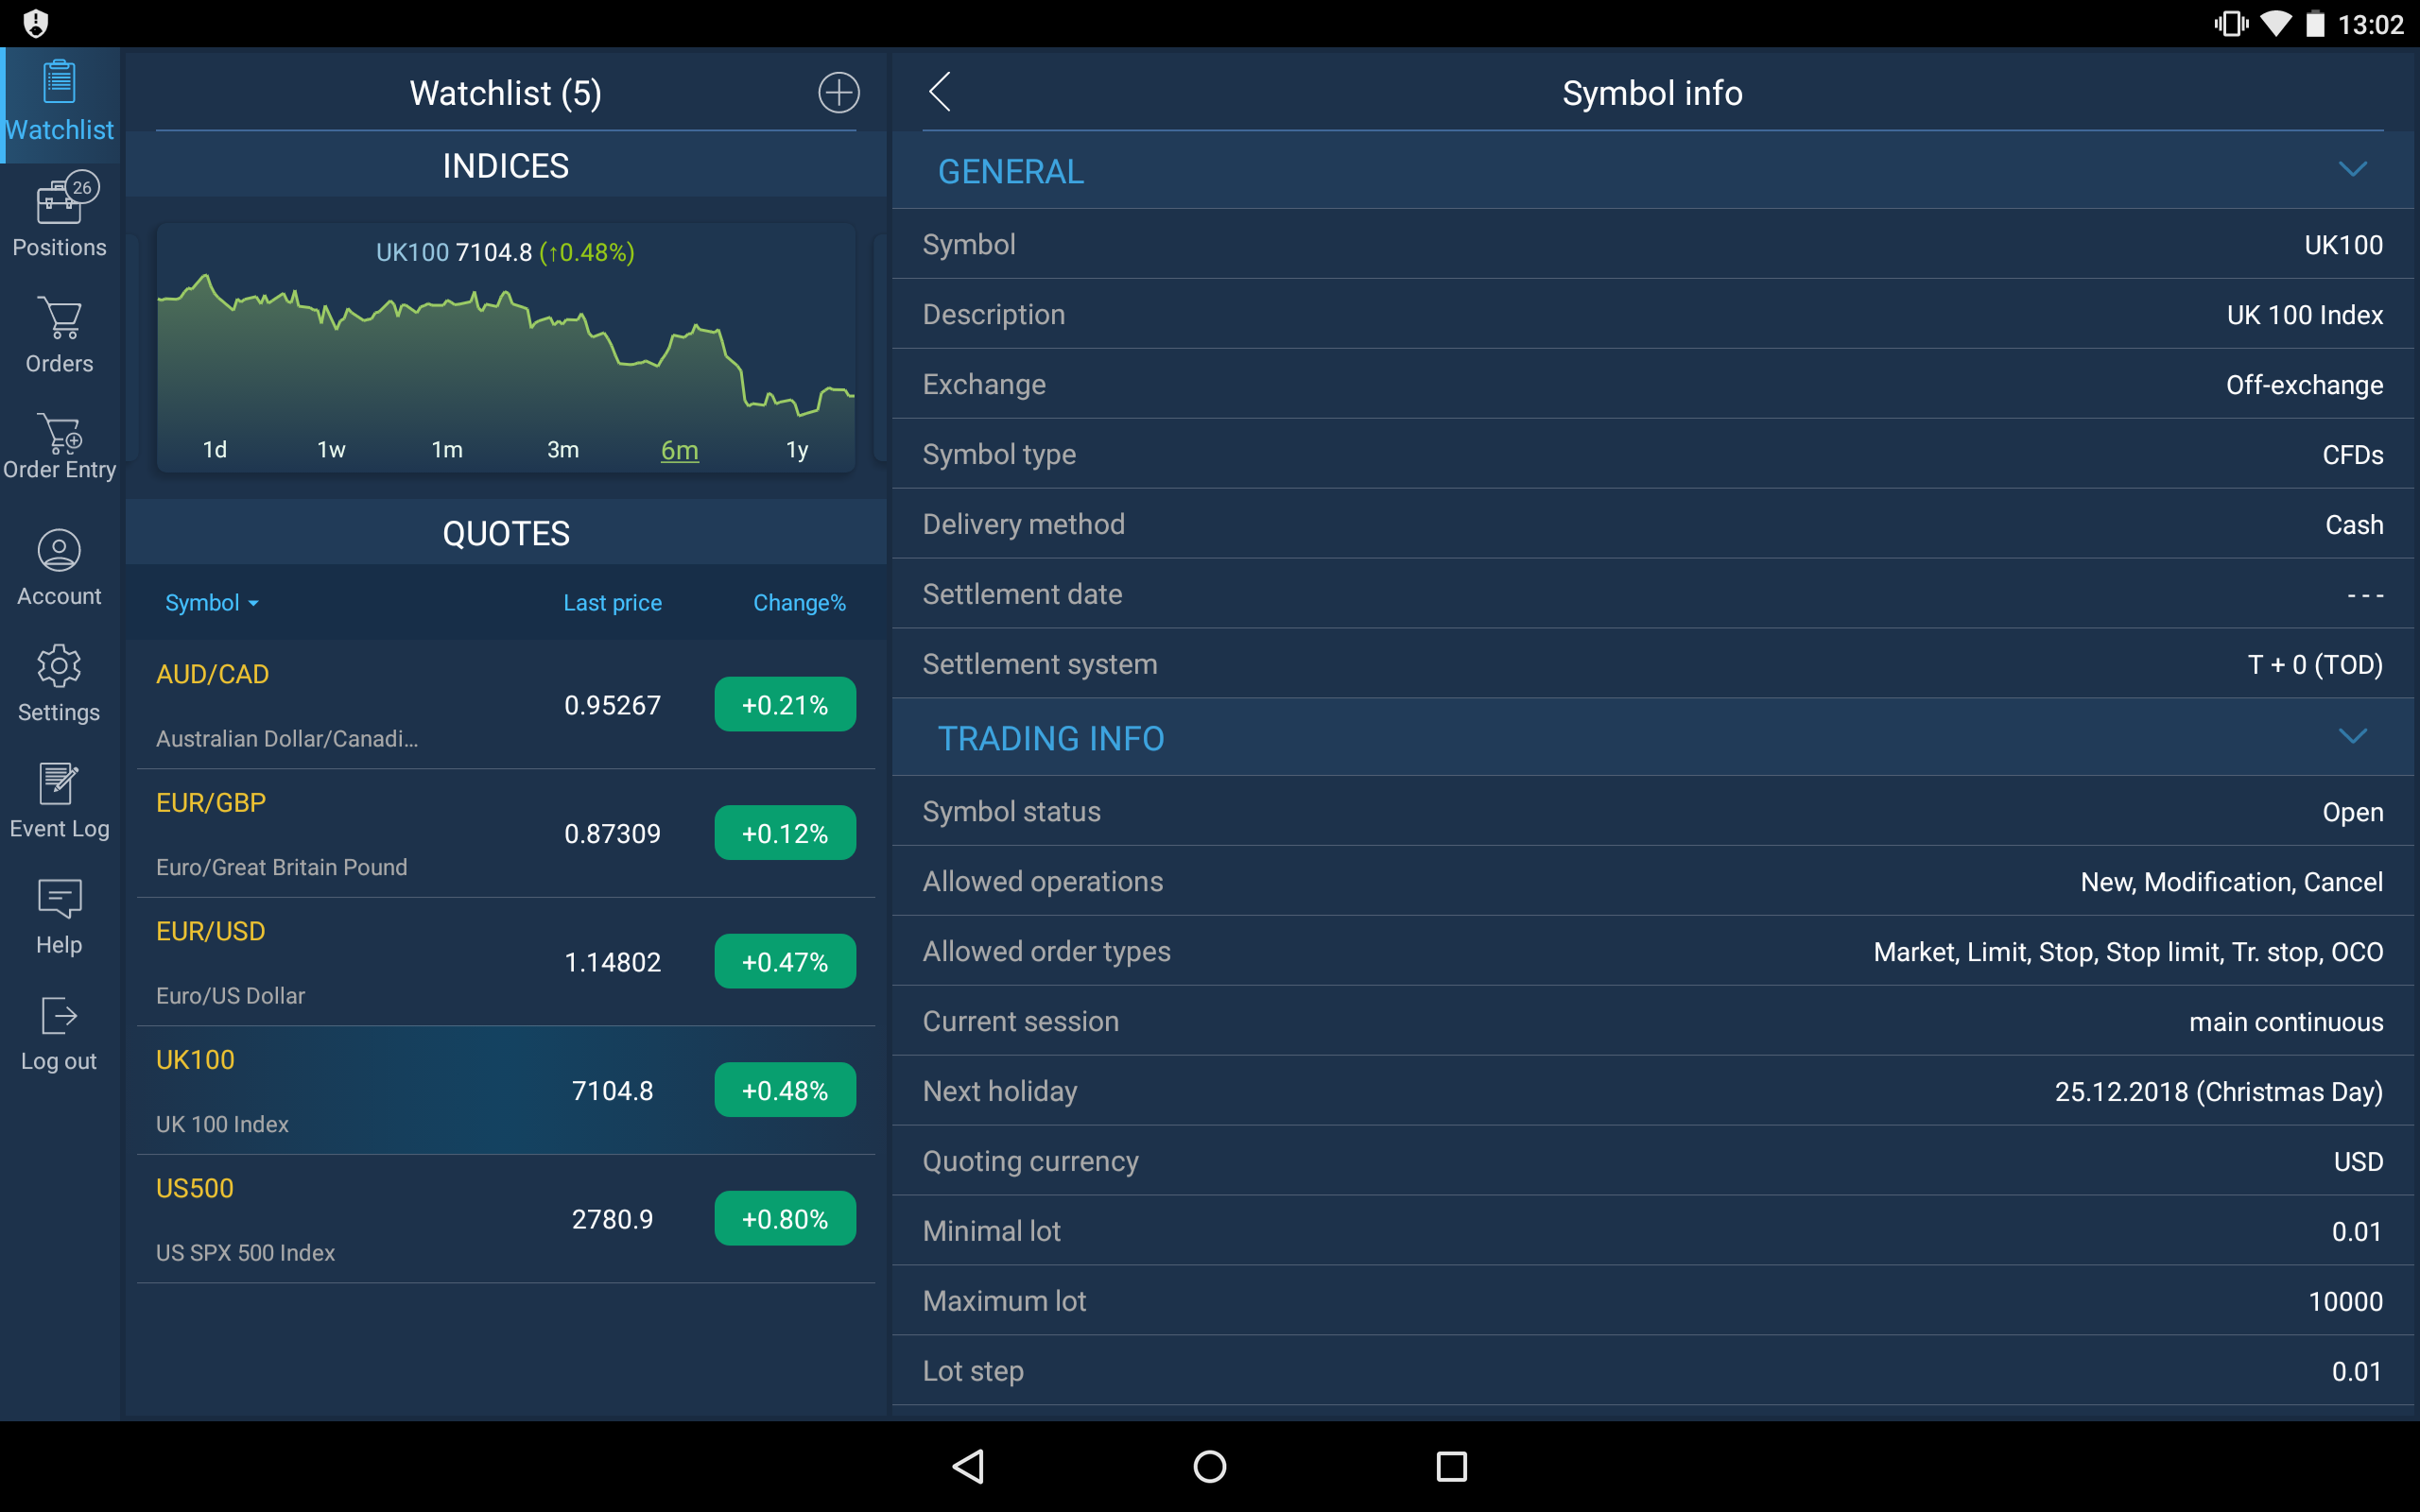 13:02
Watchlist
26
Positions
Orders
Order Entry
Account
Settings
Event Log
Help
Log out
Watchlist (5)
INDICES
UK100 7104.8 (↑0.48%)
1d 1w 1m 3m 6m 1y
QUOTES
Symbol Last price Change%
AUD/CAD
0.95267 +0.21%
Australian Dollar/Canadi...
EUR/GBP
0.87309 +0.12%
Euro/Great Britain Pound
EUR/USD
1.14802 +0.47%
Euro/US Dollar
UK100
7104.8 +0.48%
UK 100 Index
US500
2780.9 +0.80%
US SPX 500 Index
Symbol info
GENERAL
Symbol UK100
Description UK 100 Index
Exchange Off-exchange
Symbol type CFDs
Delivery method Cash
Settlement date - - -
Settlement system T + 0 (TOD)
TRADING INFO
Symbol status Open
Allowed operations New, Modification, Cancel
Allowed order types Market, Limit, Stop, Stop limit, Tr. stop, OCO
Current session main continuous
Next holiday 25.12.2018 (Christmas Day)
Quoting currency USD
Minimal lot 0.01
Maximum lot 10000
Lot step 0.01